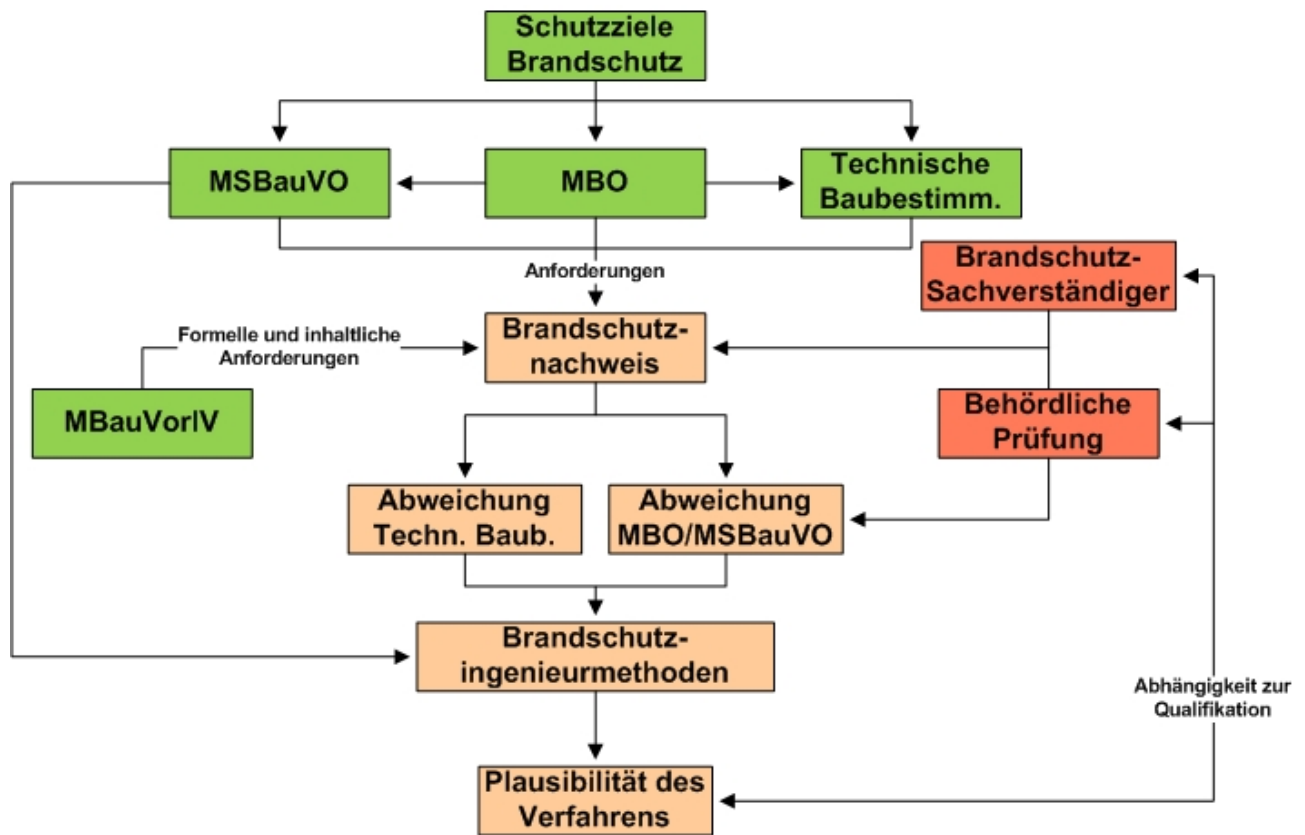 Schutzziele
Brandschutz
MSBauVO
MBO
Technische
Baubestimm.
Anforderungen
Brandschutz-
Sachverständiger
Formelle und inhaltliche
Anforderungen
Brandschutz-
nachweis
MBauVorlV
Behördliche
Prüfung
Abweichung
Techn. Baub.
Abweichung
MBO/MSBauVO
Brandschutz-
ingenieurmethoden
Abhängigkeit zur
Qualifikation
Plausibilität des
Verfahrens